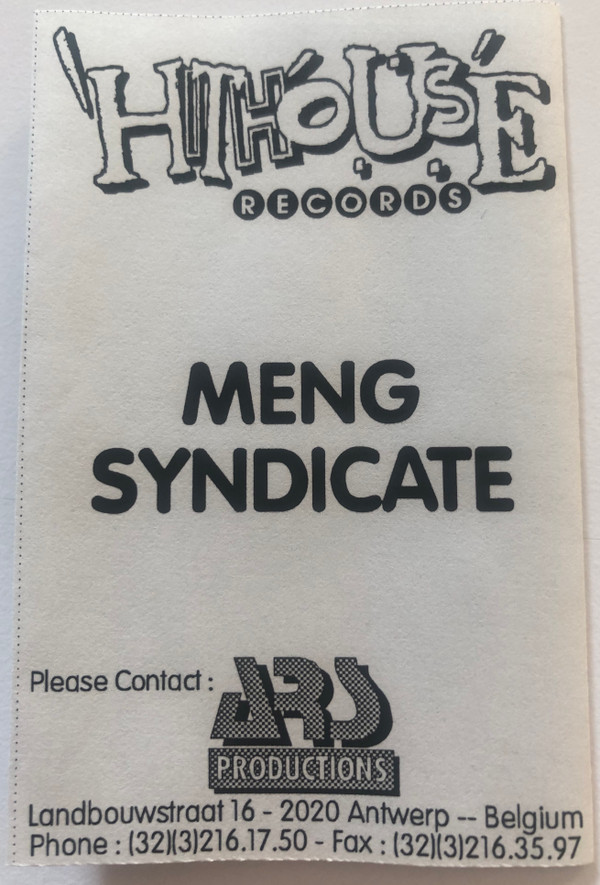 HITHOUSE
RECORDS
MENG
SYNDICATE
Please Contact :
ARS
PRODUCTIONS
Landbouwstraat 16 - 2020 Antwerp -- Belgium
Phone : (32)(3)216.17.50 - Fax : (32)(3)216.35.97